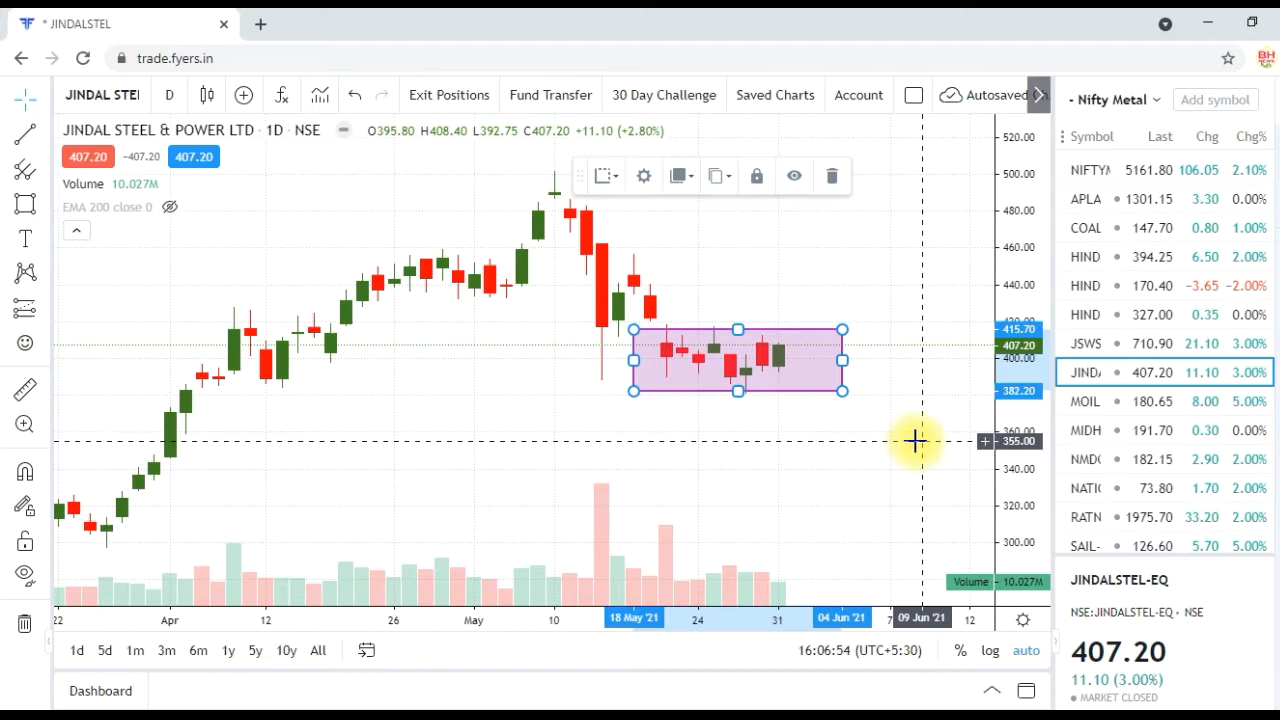 * JINDALSTEL
trade.fyers.in
BH
NEWS
JINDAL STEI D Exit Positions Fund Transfer 30 Day Challenge Saved Charts Account Autosaved
- Nifty Metal Add symbol
JINDAL STEEL & POWER LTD · 1D · NSE O395.80 H408.40 L392.75 C407.20 +11.10 (+2.80%)
407.20 -407.20 407.20
Volume 10.027M
EMA 200 close 0
520.00
500.00
480.00
460.00
440.00
420.00
415.70
407.20
400.00
382.20
360.00
355.00
340.00
320.00
300.00
Volume 10.027M
Symbol Last Chg Chg%
NIFTYM 5161.80 106.05 2.10%
APLA 1301.15 3.30 0.00%
COAL 147.70 0.80 1.00%
HIND 394.25 6.50 2.00%
HIND 170.40 −3.65 −2.00%
HIND 327.00 0.35 0.00%
JSWS 710.90 21.10 3.00%
JINDA 407.20 11.10 3.00%
MOIL 180.65 8.00 5.00%
MIDH 191.70 0.30 0.00%
NMDC 182.15 2.90 2.00%
NATIO 73.80 1.70 2.00%
RATN 1975.70 33.20 2.00%
SAIL- 126.60 5.70 5.00%
22 Apr 12 26 May 10 18 May '21 24 31 04 Jun '21 7 09 Jun '21 12
1d 5d 1m 3m 6m 1y 5y 10y All 16:06:54 (UTC+5:30) % log auto
Dashboard
JINDALSTEL-EQ
NSE:JINDALSTEL-EQ • NSE
407.20
11.10 (3.00%)
MARKET CLOSED